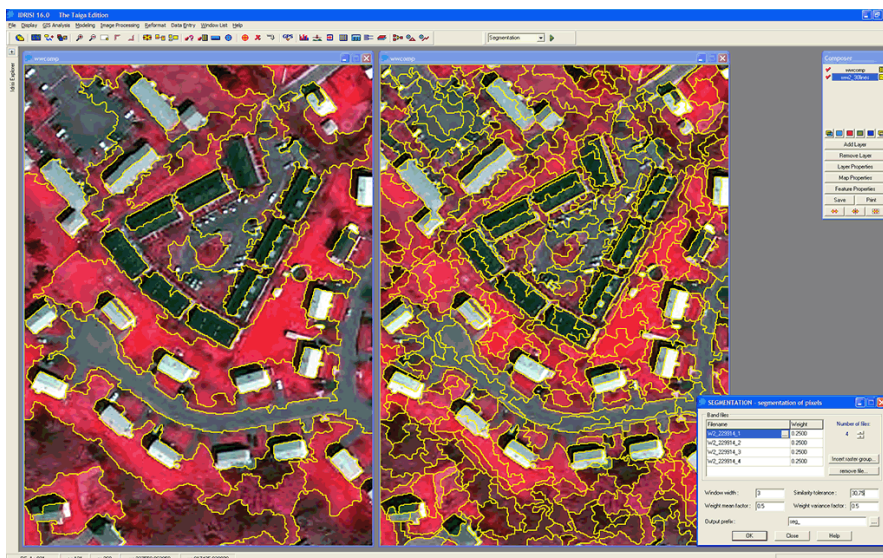 IDRISI 16.0    The Taiga Edition
File Display GIS Analysis Modeling Image Processing Reformat Data Entry Window List Help
Segmentation
Idrisi Explorer
wvcomp
wvcomp
Composer
wvcomp
Add Layer
Remove Layer
Layer Properties
Map Properties
Feature Properties
Save Print
SEGMENTATION - segmentation of pixels
Band files
Filename Weight Number of files:
W2_229914_1 ... 0.2500 4
W2_229914_2 0.2500
W2_229914_3 0.2500 Insert raster group...
W2_229914_4 0.2500
remove file...
Window width : 3 Similarity tolerance : 30,75
Weight mean factor : 0.5 Weight variance factor : 0.5
Output prefix : seg_ ...
OK Close Help